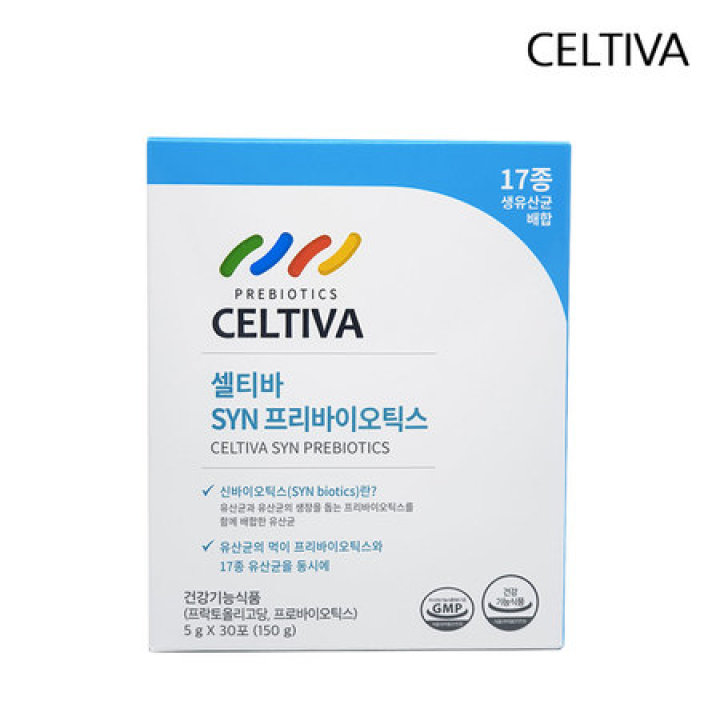 CELTIVA
17종
생유산균
배합
PREBIOTICS
CELTIVA
셀티바
SYN 프리바이오틱스
CELTIVA SYN PREBIOTICS
신바이오틱스(SYN biotics)란?
유산균과 유산균의 생장을 돕는 프리바이오틱스를
함께 배합한 유산균
유산균의 먹이 프리바이오틱스와
17종 유산균을 동시에
건강기능식품
(프락토올리고당, 프로바이오틱스)
5 g X 30포 (150 g)
GMP
건강
기능식품